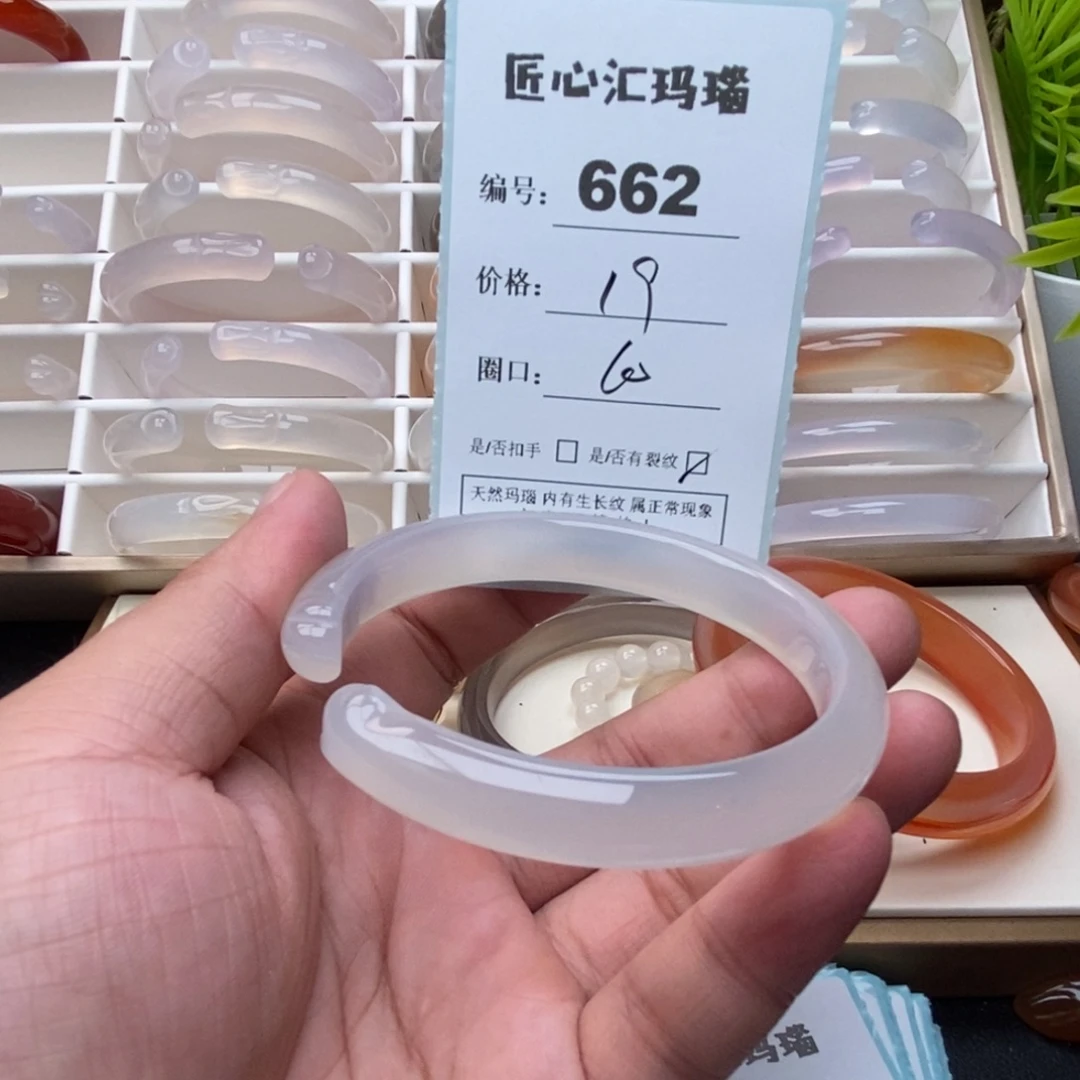 匠心汇玛瑙
编号: 662
价格: 19
圈口: 60
是/否扣手 □ 是/否有裂纹 ☑
天然玛瑙 内有生长纹 属正常现象
玛瑙